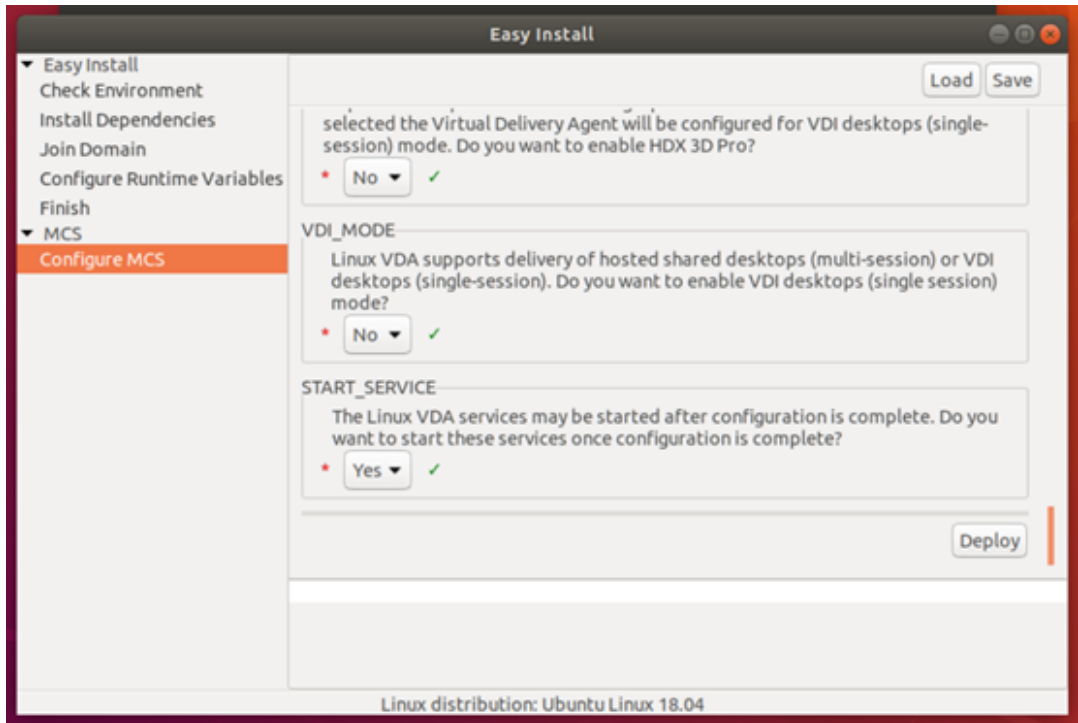 Easy Install
Easy Install
Check Environment
Install Dependencies
Join Domain
Configure Runtime Variables
Finish
MCS
Configure MCS
Load Save
selected the Virtual Delivery Agent will be configured for VDI desktops (single-
session) mode. Do you want to enable HDX 3D Pro?
* No ✓
VDI_MODE
Linux VDA supports delivery of hosted shared desktops (multi-session) or VDI
desktops (single-session). Do you want to enable VDI desktops (single session)
mode?
* No ✓
START_SERVICE
The Linux VDA services may be started after configuration is complete. Do you
want to start these services once configuration is complete?
* Yes ✓
Deploy
Linux distribution: Ubuntu Linux 18.04